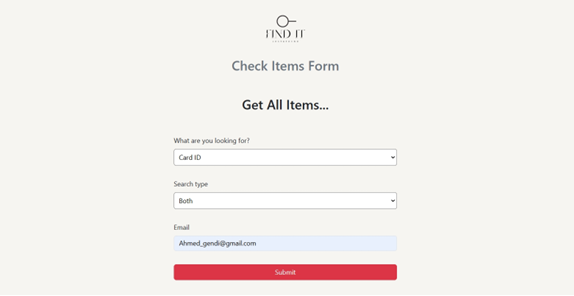 FIND IT
Check Items Form
Get All Items...
What are you looking for?
Card ID
Search type
Both
Email
Ahmed_gendi@gmail.com
Submit